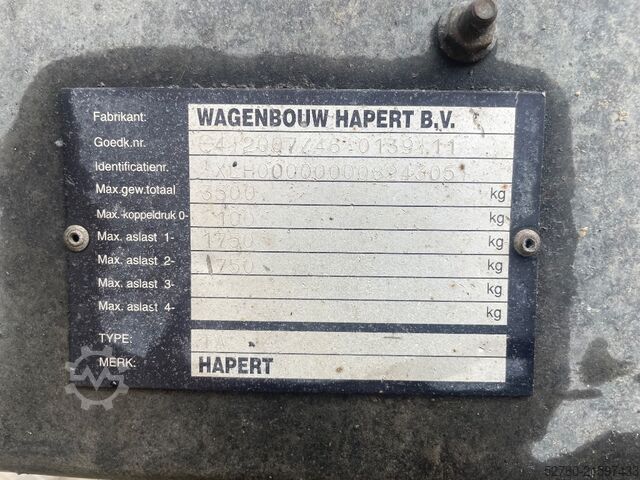 Fabrikant: WAGENBOUW HAPERT B.V.
Goedk.nr.
Identificatienr.
Max.gew.totaal 3500 kg
Max. koppeldruk 0- 100 kg
Max. aslast 1- 1750 kg
Max. aslast 2- 1750 kg
Max. aslast 3- kg
Max. aslast 4- kg
TYPE:
MERK: HAPERT